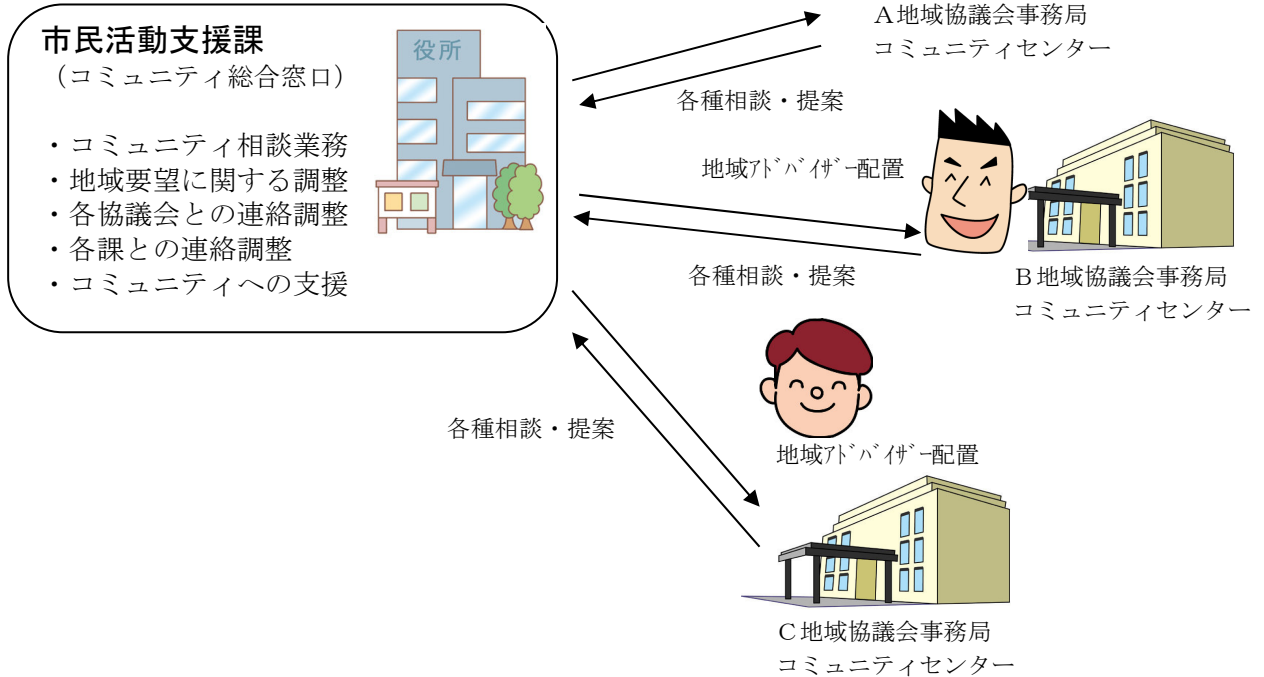 市民活動支援課
（コミュニティ総合窓口）
・コミュニティ相談業務
・地域要望に関する調整
・各協議会との連絡調整
・各課との連絡調整
・コミュニティへの支援
役所
Ａ地域協議会事務局
コミュニティセンター
各種相談・提案
地域ｱﾄﾞﾊﾞｲｻﾞｰ配置
各種相談・提案
Ｂ地域協議会事務局
コミュニティセンター
各種相談・提案
地域ｱﾄﾞﾊﾞｲｻﾞｰ配置
Ｃ地域協議会事務局
コミュニティセンター